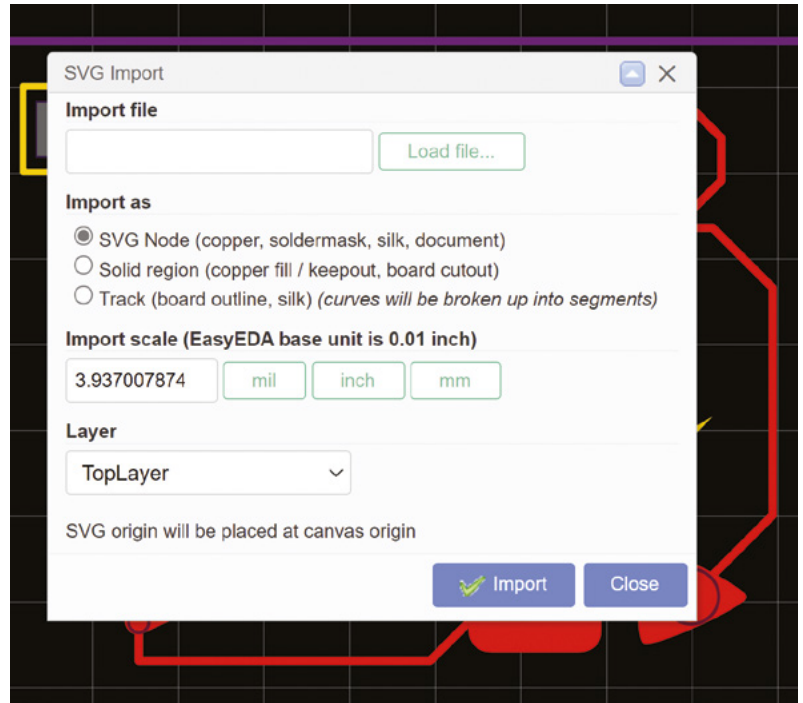 SVG Import
Import file
Load file...
Import as
SVG Node (copper, soldermask, silk, document)
Solid region (copper fill / keepout, board cutout)
Track (board outline, silk) (curves will be broken up into segments)
Import scale (EasyEDA base unit is 0.01 inch)
3.937007874 mil inch mm
Layer
TopLayer
SVG origin will be placed at canvas origin
Import Close